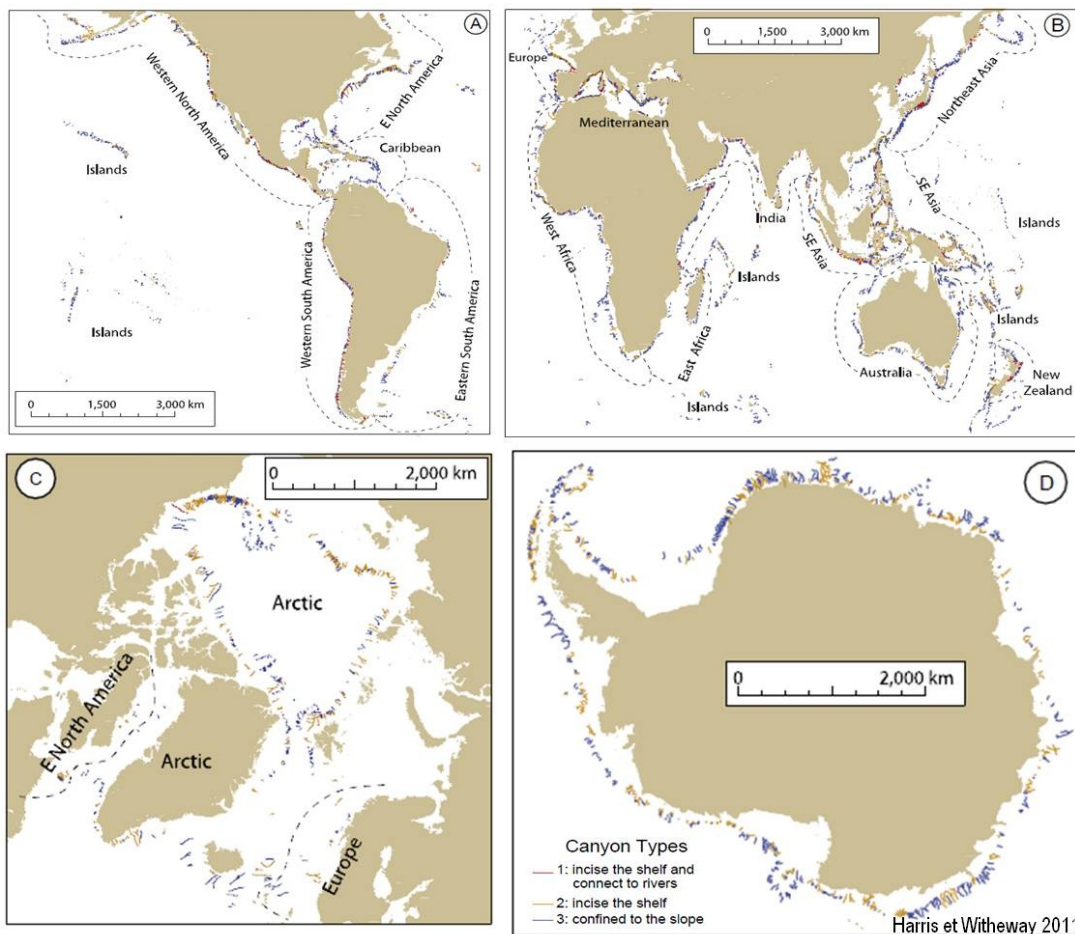 A
Western North America
E North America
Caribbean
Islands
Islands
Western South America
Eastern South America
0 1,500 3,000 km
B
0 1,500 3,000 km
Europe
Mediterranean
Northeast Asia
West Africa
India
SE Asia
SE Asia
Islands
Islands
East Africa
Islands
Australia
Islands
New
Zealand
C
0 2,000 km
Arctic
E North America
Arctic
Europe
D
0 2,000 km
Canyon Types
1: incise the shelf and
connect to rivers
2: incise the shelf
3: confined to the slope
Harris et Witheway 2011